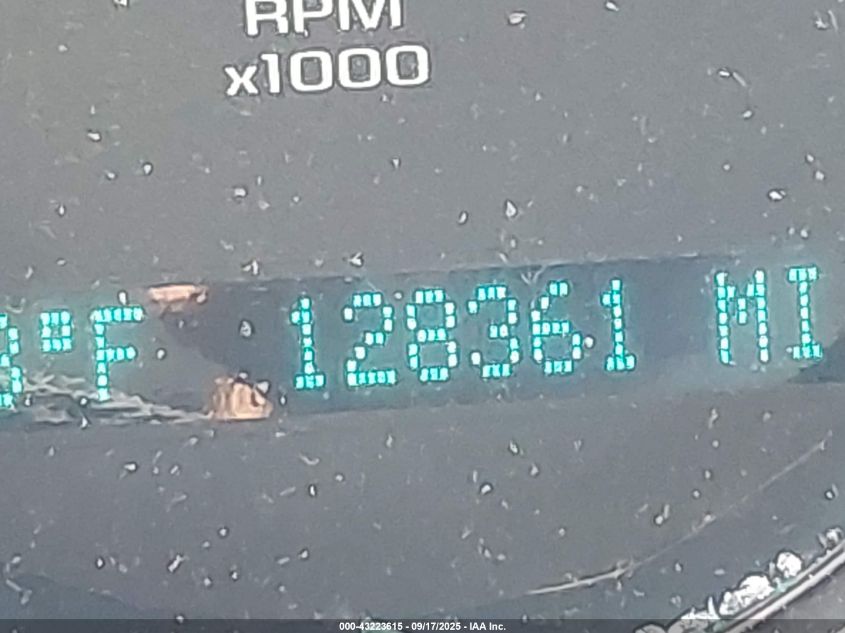 RPM
x1000
°F 128361 MI
000-43223615 - 09/17/2025 - IAA Inc.